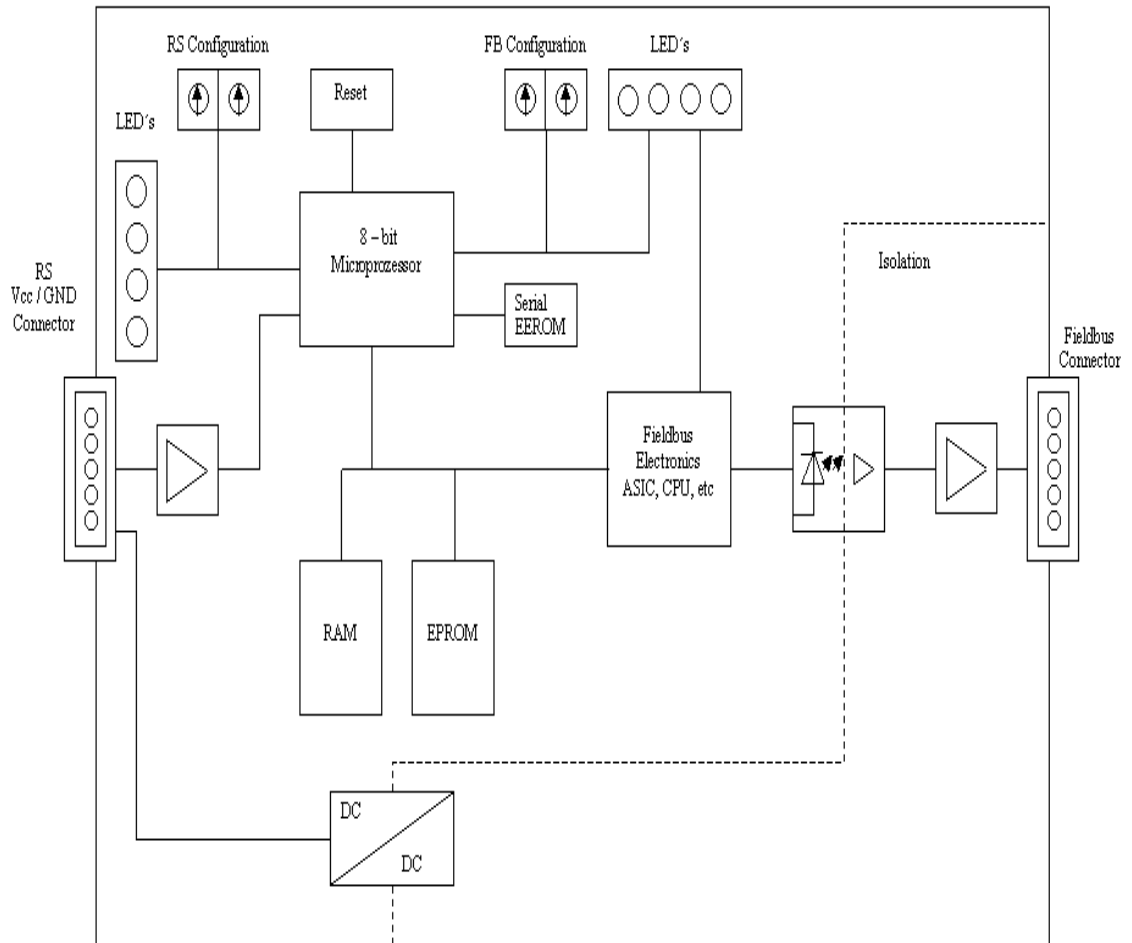 RS Configuration
FB Configuration
LED´s
Reset
LED´s
8 – bit
Microprozessor
Isolation
RS
Vcc / GND
Connector
Serial
EEROM
Fieldbus
Connector
Fieldbus
Electronics
ASIC, CPU, etc
RAM
EPROM
DC
DC